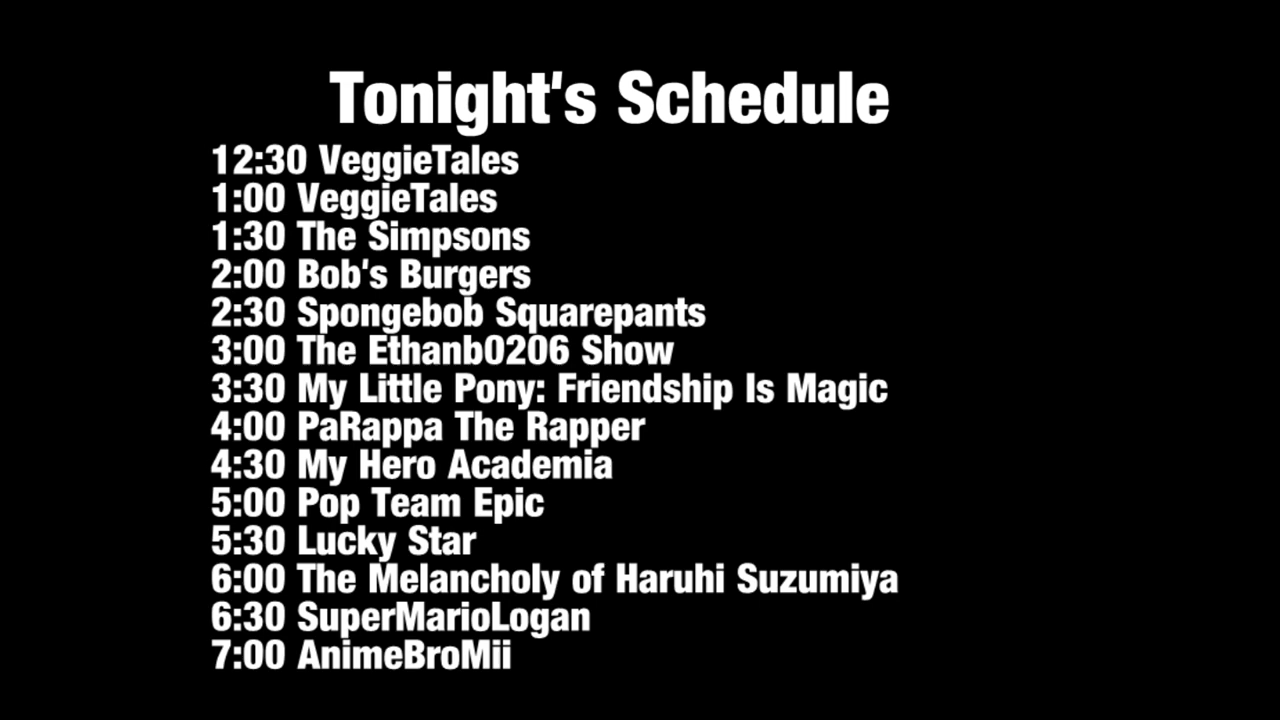 Tonight's Schedule
12:30 VeggieTales
1:00 VeggieTales
1:30 The Simpsons
2:00 Bob's Burgers
2:30 Spongebob Squarepants
3:00 The Ethanb0206 Show
3:30 My Little Pony: Friendship Is Magic
4:00 PaRappa The Rapper
4:30 My Hero Academia
5:00 Pop Team Epic
5:30 Lucky Star
6:00 The Melancholy of Haruhi Suzumiya
6:30 SuperMarioLogan
7:00 AnimeBroMii